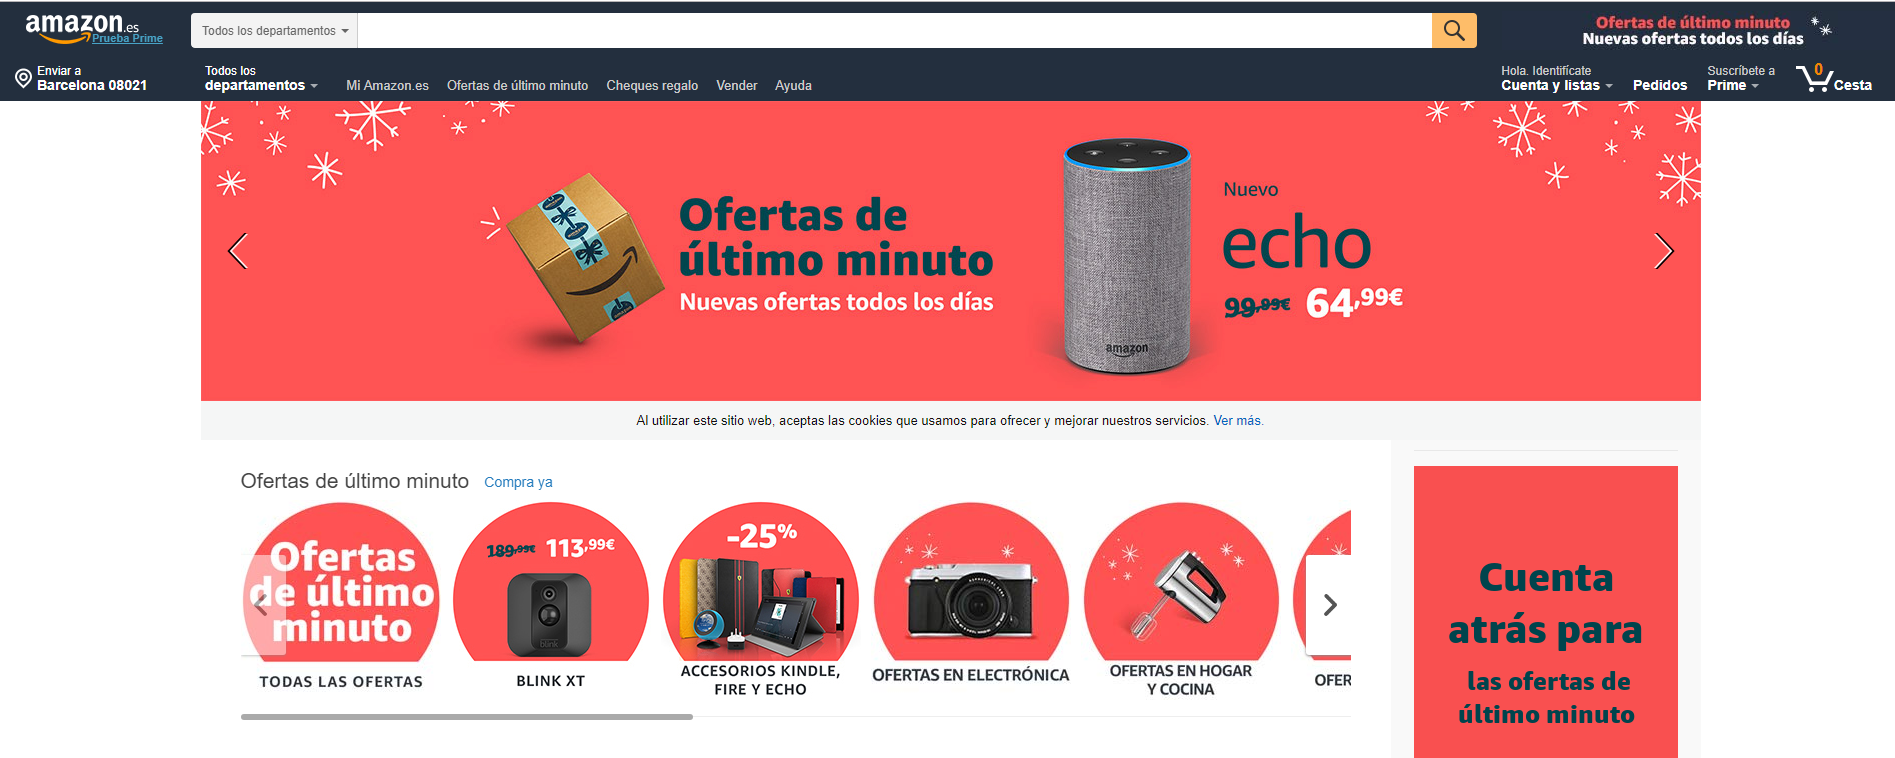 amazon.es
Prueba Prime
Todos los departamentos
Ofertas de último minuto
Nuevas ofertas todos los días
Enviar a
Barcelona 08021
Todos los
departamentos
Mi Amazon.es
Ofertas de último minuto
Cheques regalo
Vender
Ayuda
Hola. Identifícate
Cuenta y listas
Pedidos
Suscríbete a
Prime
0
Cesta
Ofertas de
último minuto
Nuevas ofertas todos los días
amazon
Nuevo
echo
99,99€ 64,99€
Al utilizar este sitio web, aceptas las cookies que usamos para ofrecer y mejorar nuestros servicios. Ver más.
Ofertas de último minuto Compra ya
Ofertas
de último
minuto
TODAS LAS OFERTAS
189,99€ 113,99€
blink
BLINK XT
-25%
ACCESORIOS KINDLE,
FIRE Y ECHO
OFERTAS EN ELECTRÓNICA
OFERTAS EN HOGAR
Y COCINA
OFER
Cuenta
atrás para
las ofertas de
último minuto